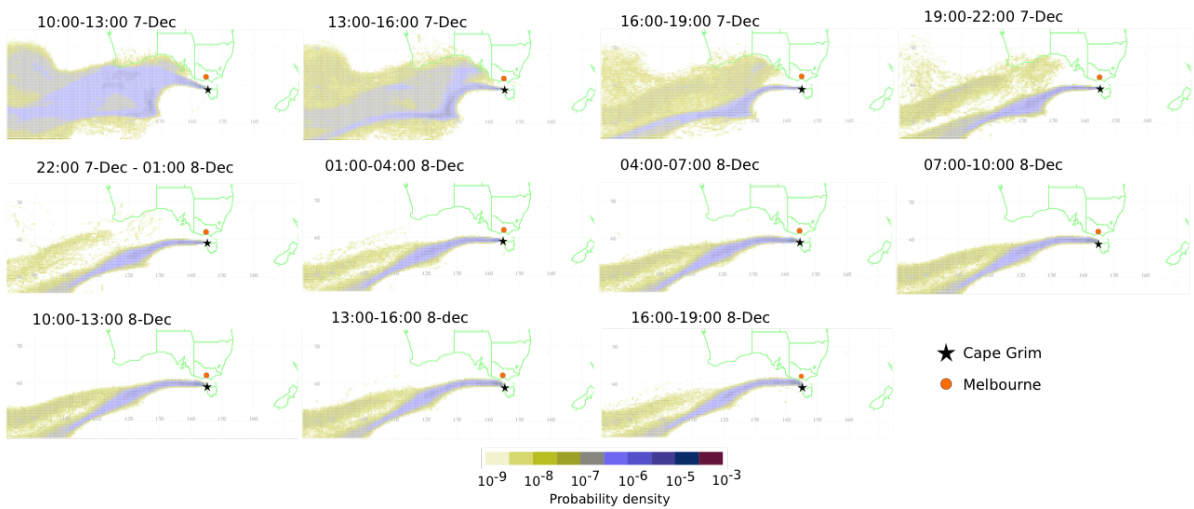 10:00-13:00 7-Dec
13:00-16:00 7-Dec
16:00-19:00 7-Dec
19:00-22:00 7-Dec
22:00 7-Dec - 01:00 8-Dec
01:00-04:00 8-Dec
04:00-07:00 8-Dec
07:00-10:00 8-Dec
10:00-13:00 8-Dec
13:00-16:00 8-dec
16:00-19:00 8-Dec
Cape Grim
Melbourne
10-9 10-8 10-7 10-6 10-5 10-3
Probability density